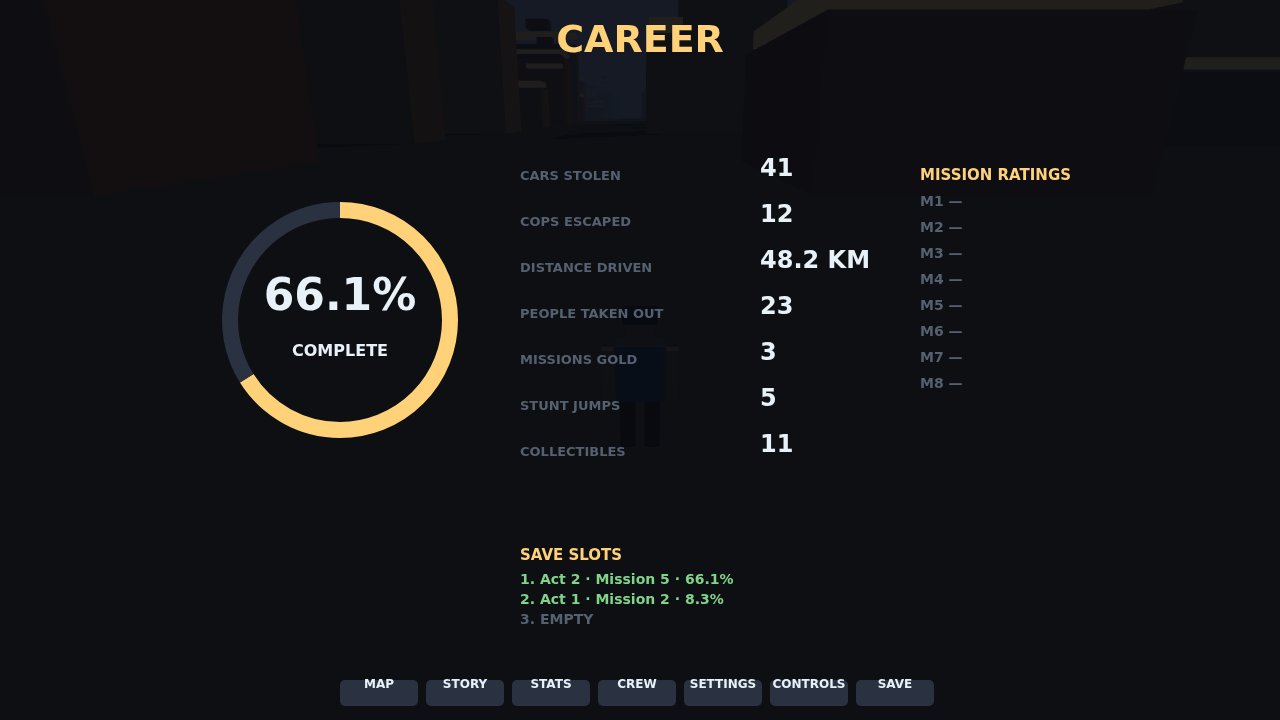 CAREER
66.1%
COMPLETE
CARS STOLEN 41
COPS ESCAPED 12
DISTANCE DRIVEN 48.2 KM
PEOPLE TAKEN OUT 23
MISSIONS GOLD 3
STUNT JUMPS 5
COLLECTIBLES 11
MISSION RATINGS
M1 —
M2 —
M3 —
M4 —
M5 —
M6 —
M7 —
M8 —
SAVE SLOTS
1. Act 2 · Mission 5 · 66.1%
2. Act 1 · Mission 2 · 8.3%
3. EMPTY
MAP STORY STATS CREW SETTINGS CONTROLS SAVE